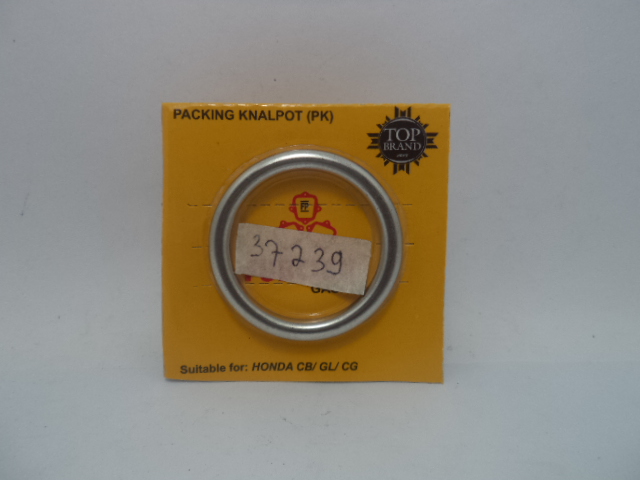 PACKING KNALPOT (PK)
TOP
BRAND
37239
Suitable for: HONDA CB/ GL/ CG